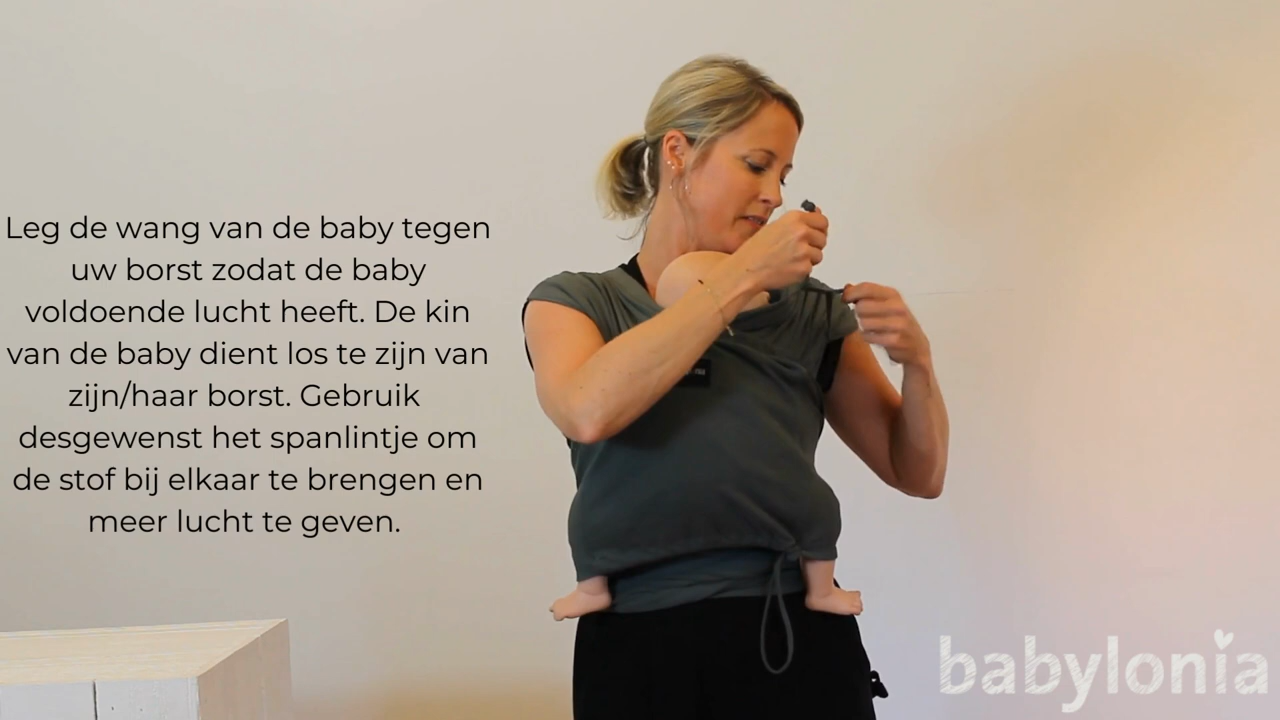 Leg de wang van de baby tegen
uw borst zodat de baby
voldoende lucht heeft. De kin
van de baby dient los te zijn van
zijn/haar borst. Gebruik
desgewenst het spanlintje om
de stof bij elkaar te brengen en
meer lucht te geven.
babylonia